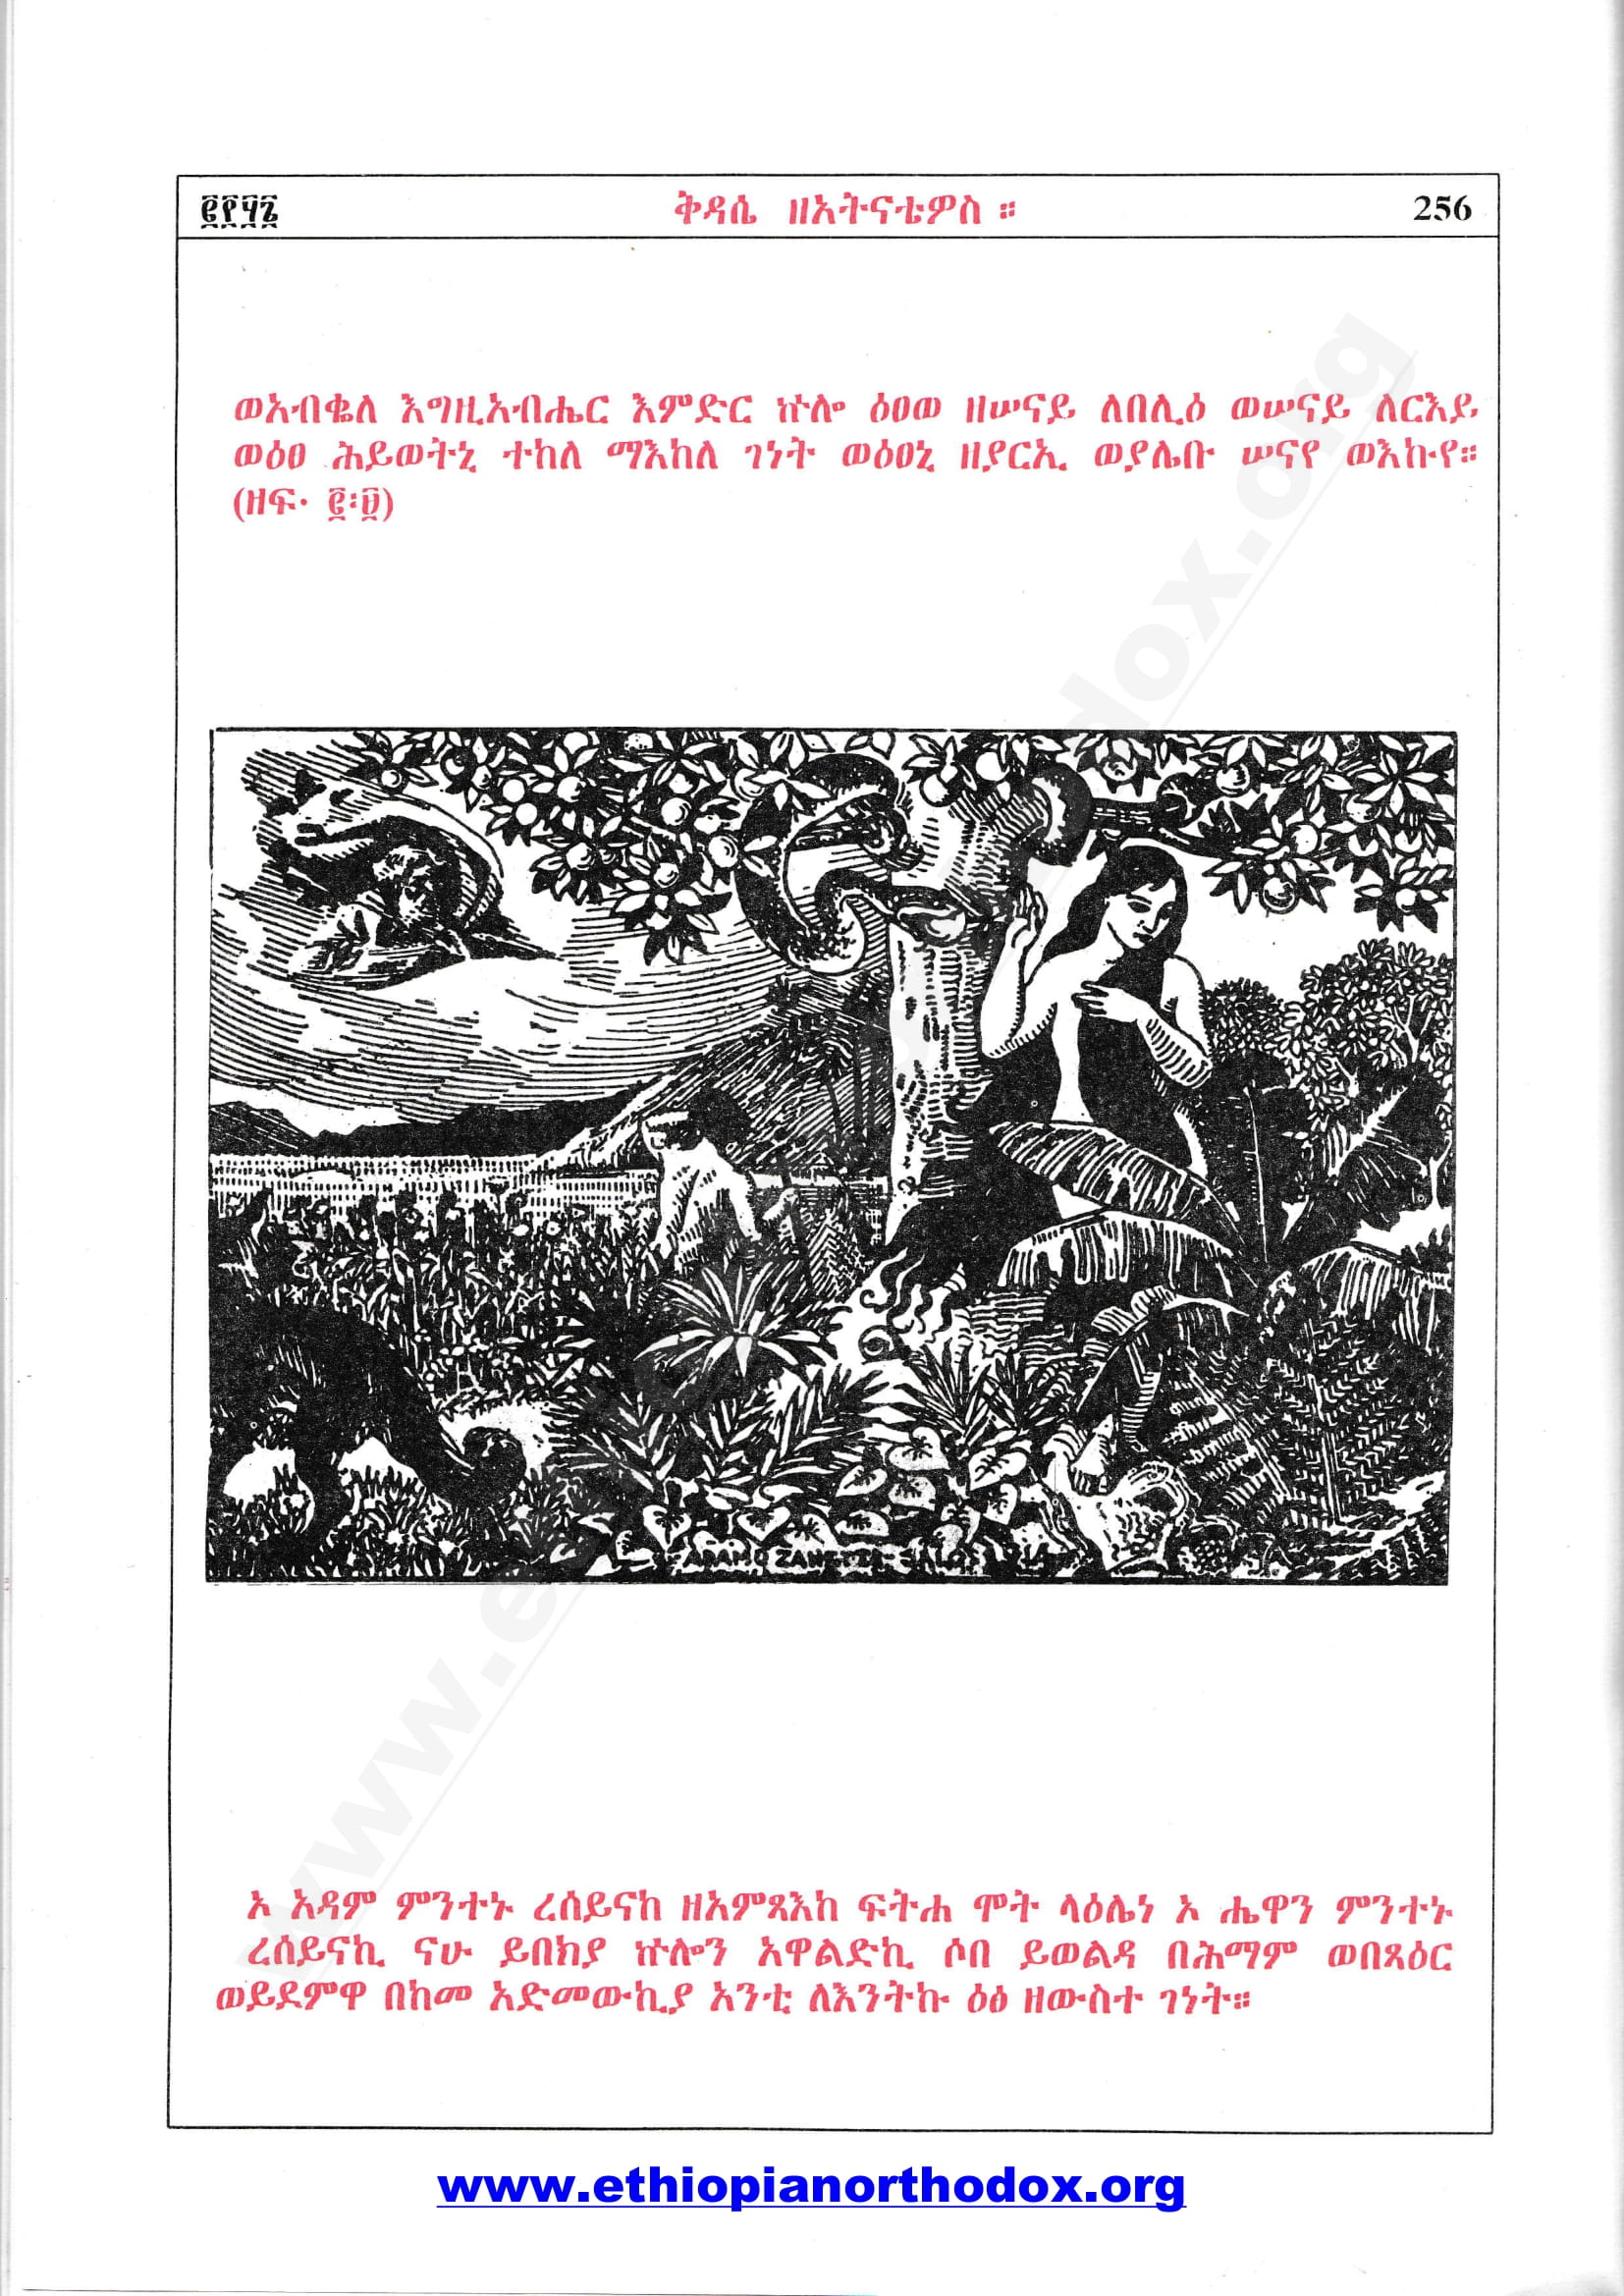 ፪፻፶፮ ቅዳሴ ዘአትናቴዎስ ። 256
ወአብቈለ እግዚአብሔር እምድር ኵሎ ዕፀወ ዘሠናይ ለበሊዕ ወሠናይ ለርእይ
ወዕፀ ሕይወትኒ ተከለ ማእከለ ገነት ወዕፀኒ ዘያርኢ ወያሌቡ ሠናየ ወእኩየ።
(ዘፍ· ፪፡፱)
ADAMO
ኦ አዳም ምንተኑ ረሰይናከ ዘአምጻእከ ፍትሐ ሞት ላዕሌነ ኦ ሔዋን ምንተኑ
ረሰይናኪ ናሁ ይበክያ ኵሎን አዋልድኪ ሶበ ይወልዳ በሕማም ወበጻዕር
ወይደምዋ በከመ አድመውኪያ አንቲ ለእንትኩ ዕፅ ዘውስተ ገነት።
www.ethiopianorthodox.org